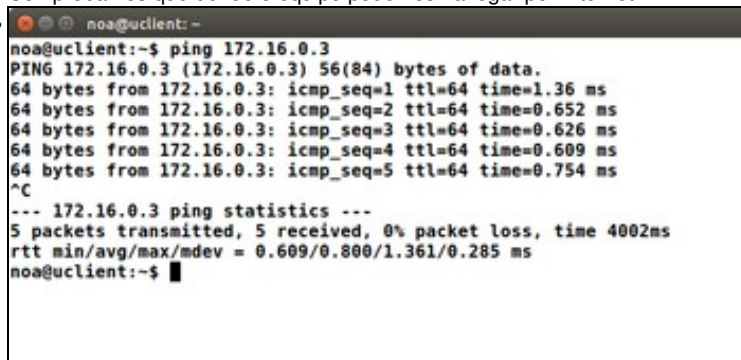 noa@uclient: ~
noa@uclient:~$ ping 172.16.0.3
PING 172.16.0.3 (172.16.0.3) 56(84) bytes of data.
64 bytes from 172.16.0.3: icmp_seq=1 ttl=64 time=1.36 ms
64 bytes from 172.16.0.3: icmp_seq=2 ttl=64 time=0.652 ms
64 bytes from 172.16.0.3: icmp_seq=3 ttl=64 time=0.626 ms
64 bytes from 172.16.0.3: icmp_seq=4 ttl=64 time=0.609 ms
64 bytes from 172.16.0.3: icmp_seq=5 ttl=64 time=0.754 ms
^C
--- 172.16.0.3 ping statistics ---
5 packets transmitted, 5 received, 0% packet loss, time 4002ms
rtt min/avg/max/mdev = 0.609/0.800/1.361/0.285 ms
noa@uclient:~$